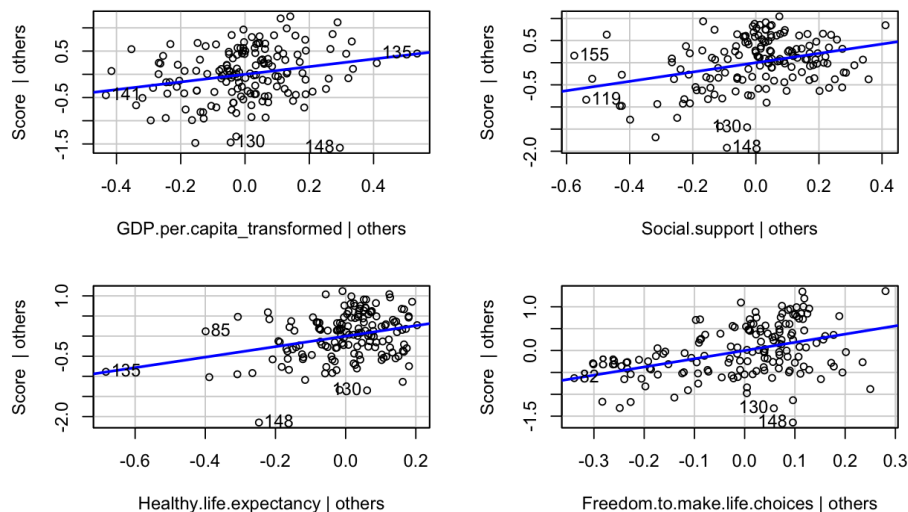 Score | others
0.5
-0.5
-1.5
135
141
130
148
-0.4 -0.2 0.0 0.2 0.4
GDP.per.capita_transformed | others
Score | others
0.5
-0.5
-2.0
155
119
130
148
-0.6 -0.4 -0.2 0.0 0.2 0.4
Social.support | others
Score | others
1.0
-0.5
-2.0
85
135
130
148
-0.6 -0.4 -0.2 0.0 0.2
Healthy.life.expectancy | others
Score | others
1.0
0.0
-1.5
130
148
-0.3 -0.2 -0.1 0.0 0.1 0.2 0.3
Freedom.to.make.life.choices | others